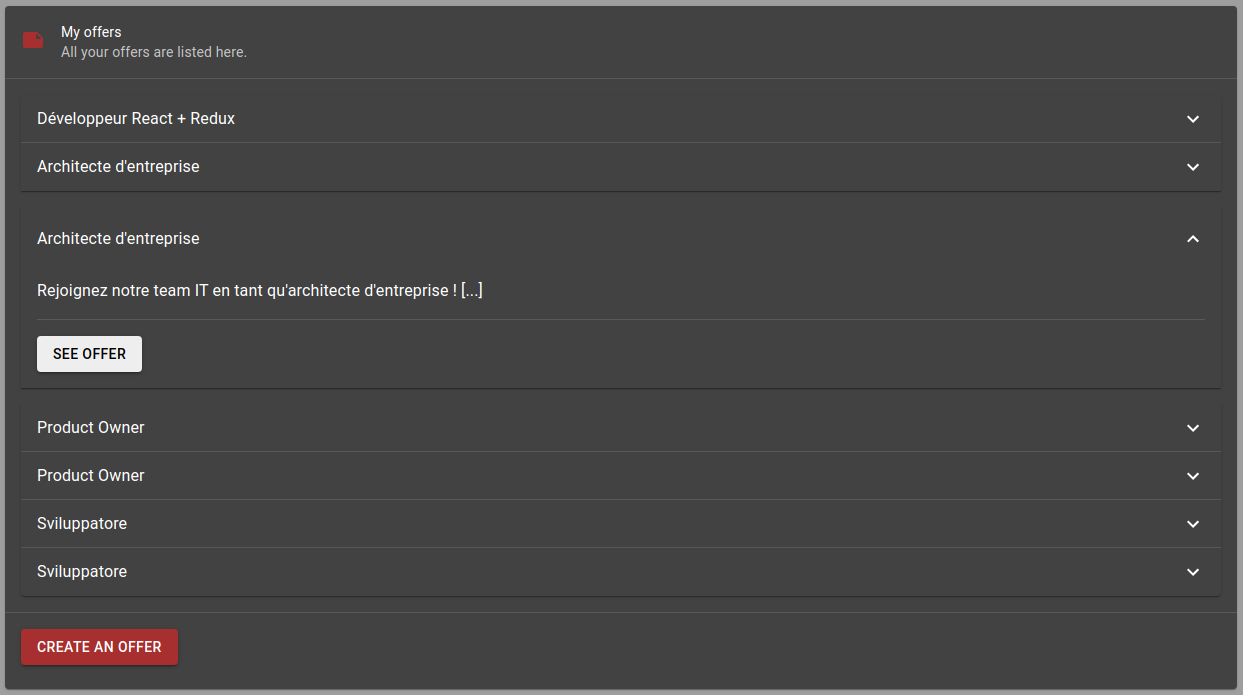 My offers
All your offers are listed here.
Développeur React + Redux
Architecte d'entreprise
Architecte d'entreprise
Rejoignez notre team IT en tant qu'architecte d'entreprise ! [...]
SEE OFFER
Product Owner
Product Owner
Sviluppatore
Sviluppatore
CREATE AN OFFER